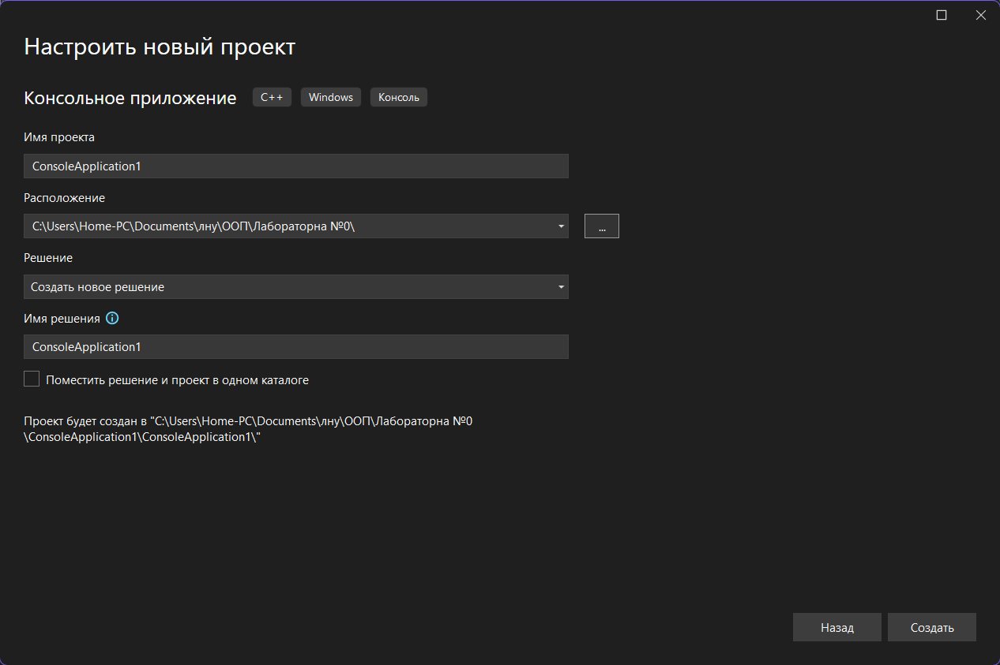 Настроить новый проект
Консольное приложение C++ Windows Консоль
Имя проекта
ConsoleApplication1
Расположение
C:\Users\Home-PC\Documents\лну\ООП\Лабораторна №0\
...
Решение
Создать новое решение
Имя решения
ConsoleApplication1
Поместить решение и проект в одном каталоге
Проект будет создан в "C:\Users\Home-PC\Documents\лну\ООП\Лабораторна №0
\ConsoleApplication1\ConsoleApplication1\"
Назад Создать